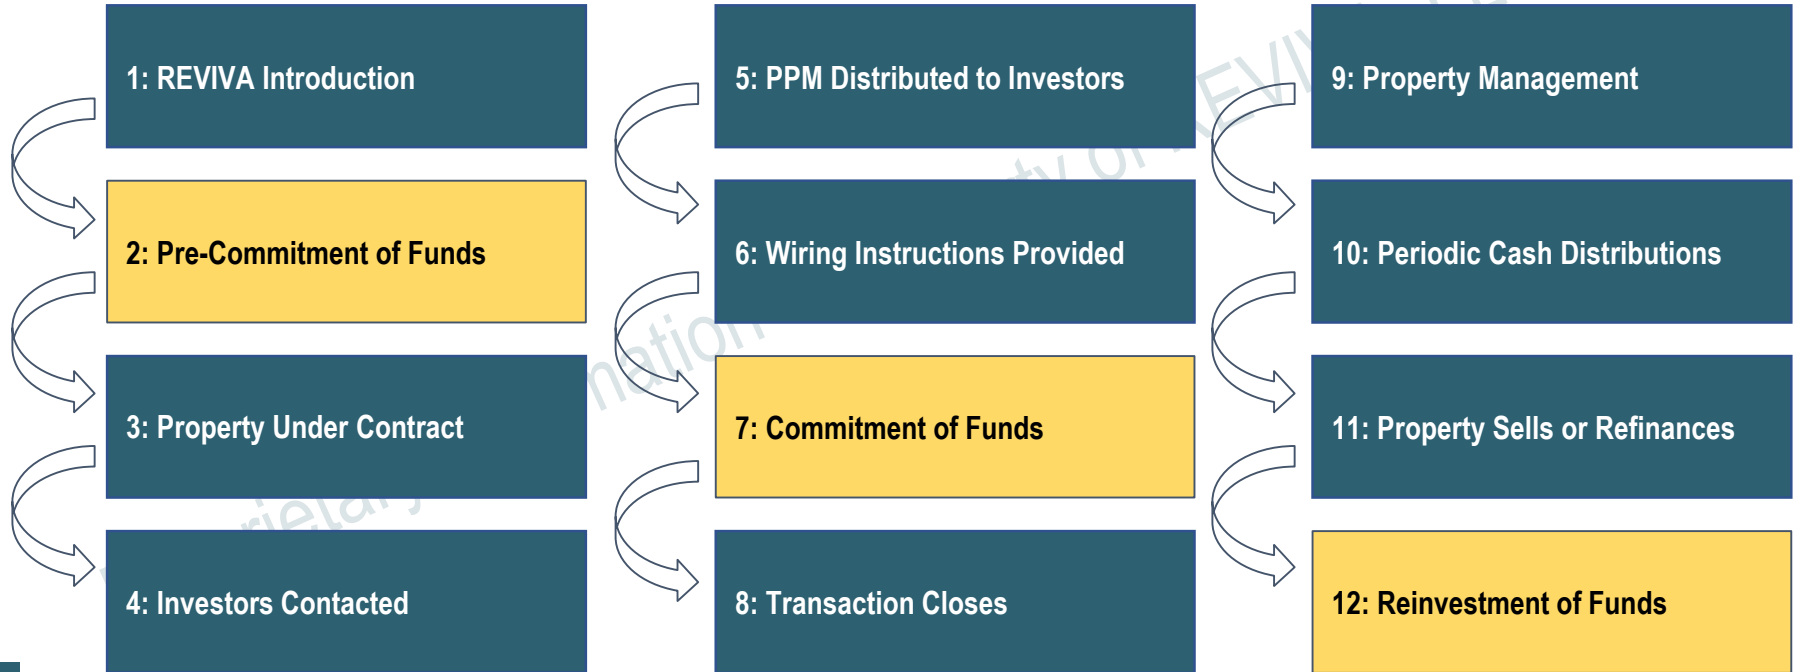 1: REVIVA Introduction
2: Pre-Commitment of Funds
3: Property Under Contract
4: Investors Contacted
5: PPM Distributed to Investors
6: Wiring Instructions Provided
7: Commitment of Funds
8: Transaction Closes
9: Property Management
10: Periodic Cash Distributions
11: Property Sells or Refinances
12: Reinvestment of Funds